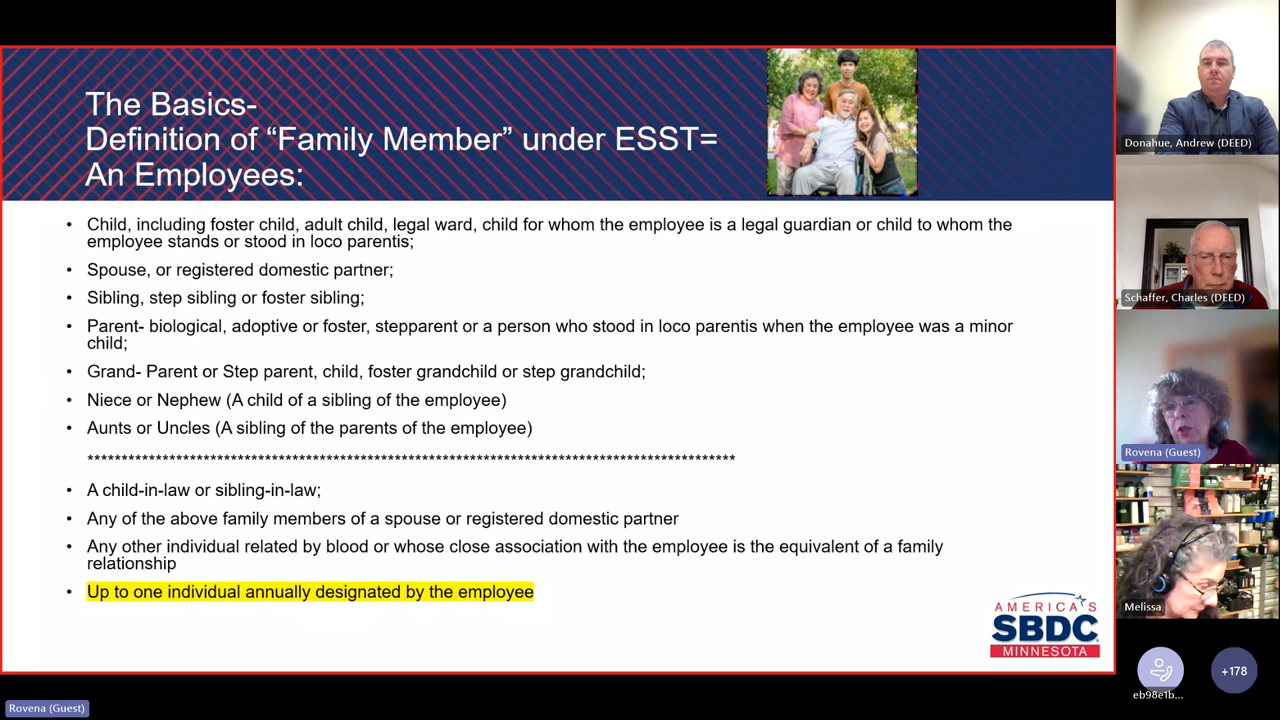 The Basics-
Definition of “Family Member” under ESST=
An Employees:
• Child, including foster child, adult child, legal ward, child for whom the employee is a legal guardian or child to whom the
employee stands or stood in loco parentis;
• Spouse, or registered domestic partner;
• Sibling, step sibling or foster sibling;
• Parent- biological, adoptive or foster, stepparent or a person who stood in loco parentis when the employee was a minor
child;
• Grand- Parent or Step parent, child, foster grandchild or step grandchild;
• Niece or Nephew (A child of a sibling of the employee)
• Aunts or Uncles (A sibling of the parents of the employee)
***********************************************************************************************
• A child-in-law or sibling-in-law;
• Any of the above family members of a spouse or registered domestic partner
• Any other individual related by blood or whose close association with the employee is the equivalent of a family
relationship
• Up to one individual annually designated by the employee
AMERICA'S
SBDC
MINNESOTA
Donahue, Andrew (DEED)
Schaffer, Charles (DEED)
Rovena (Guest)
Melissa
eb98e1b...
+178
Rovena (Guest)